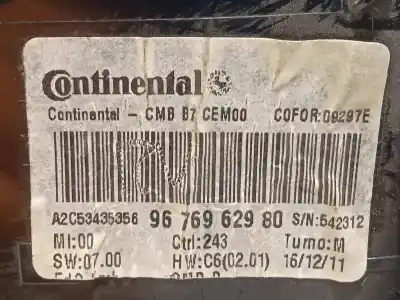 Continental
Continental - CMB B7 CEM00 COFOR:09297E
A2C53435356 96 769 629 80 S/N:542312
MI:00 Ctrl:243 Turno:M
SW:07.00 HW:C6(02.01) 16/12/11